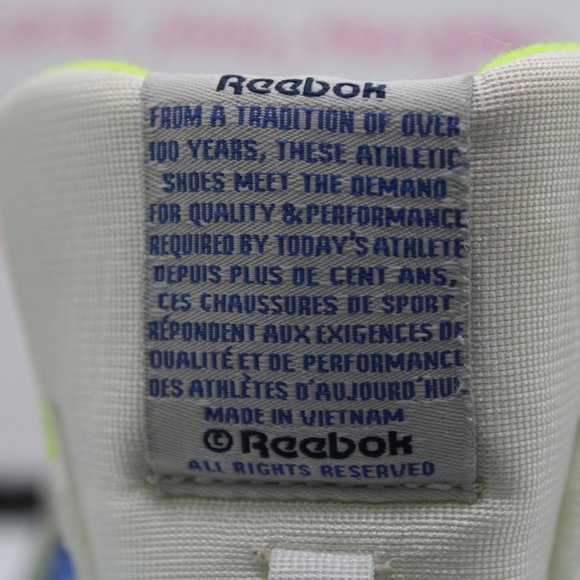 Reebok
FROM A TRADITION OF OVER
100 YEARS, THESE ATHLETIC
SHOES MEET THE DEMAND
FOR QUALITY & PERFORMANCE
REQUIRED BY TODAY'S ATHLETE
DEPUIS PLUS DE CENT ANS,
CES CHAUSSURES DE SPORT
RÉPONDENT AUX EXIGENCES DE
QUALITÉ ET DE PERFORMANCE
DES ATHLÈTES D'AUJOURD'HUI.
MADE IN VIETNAM
© Reebok
ALL RIGHTS RESERVED